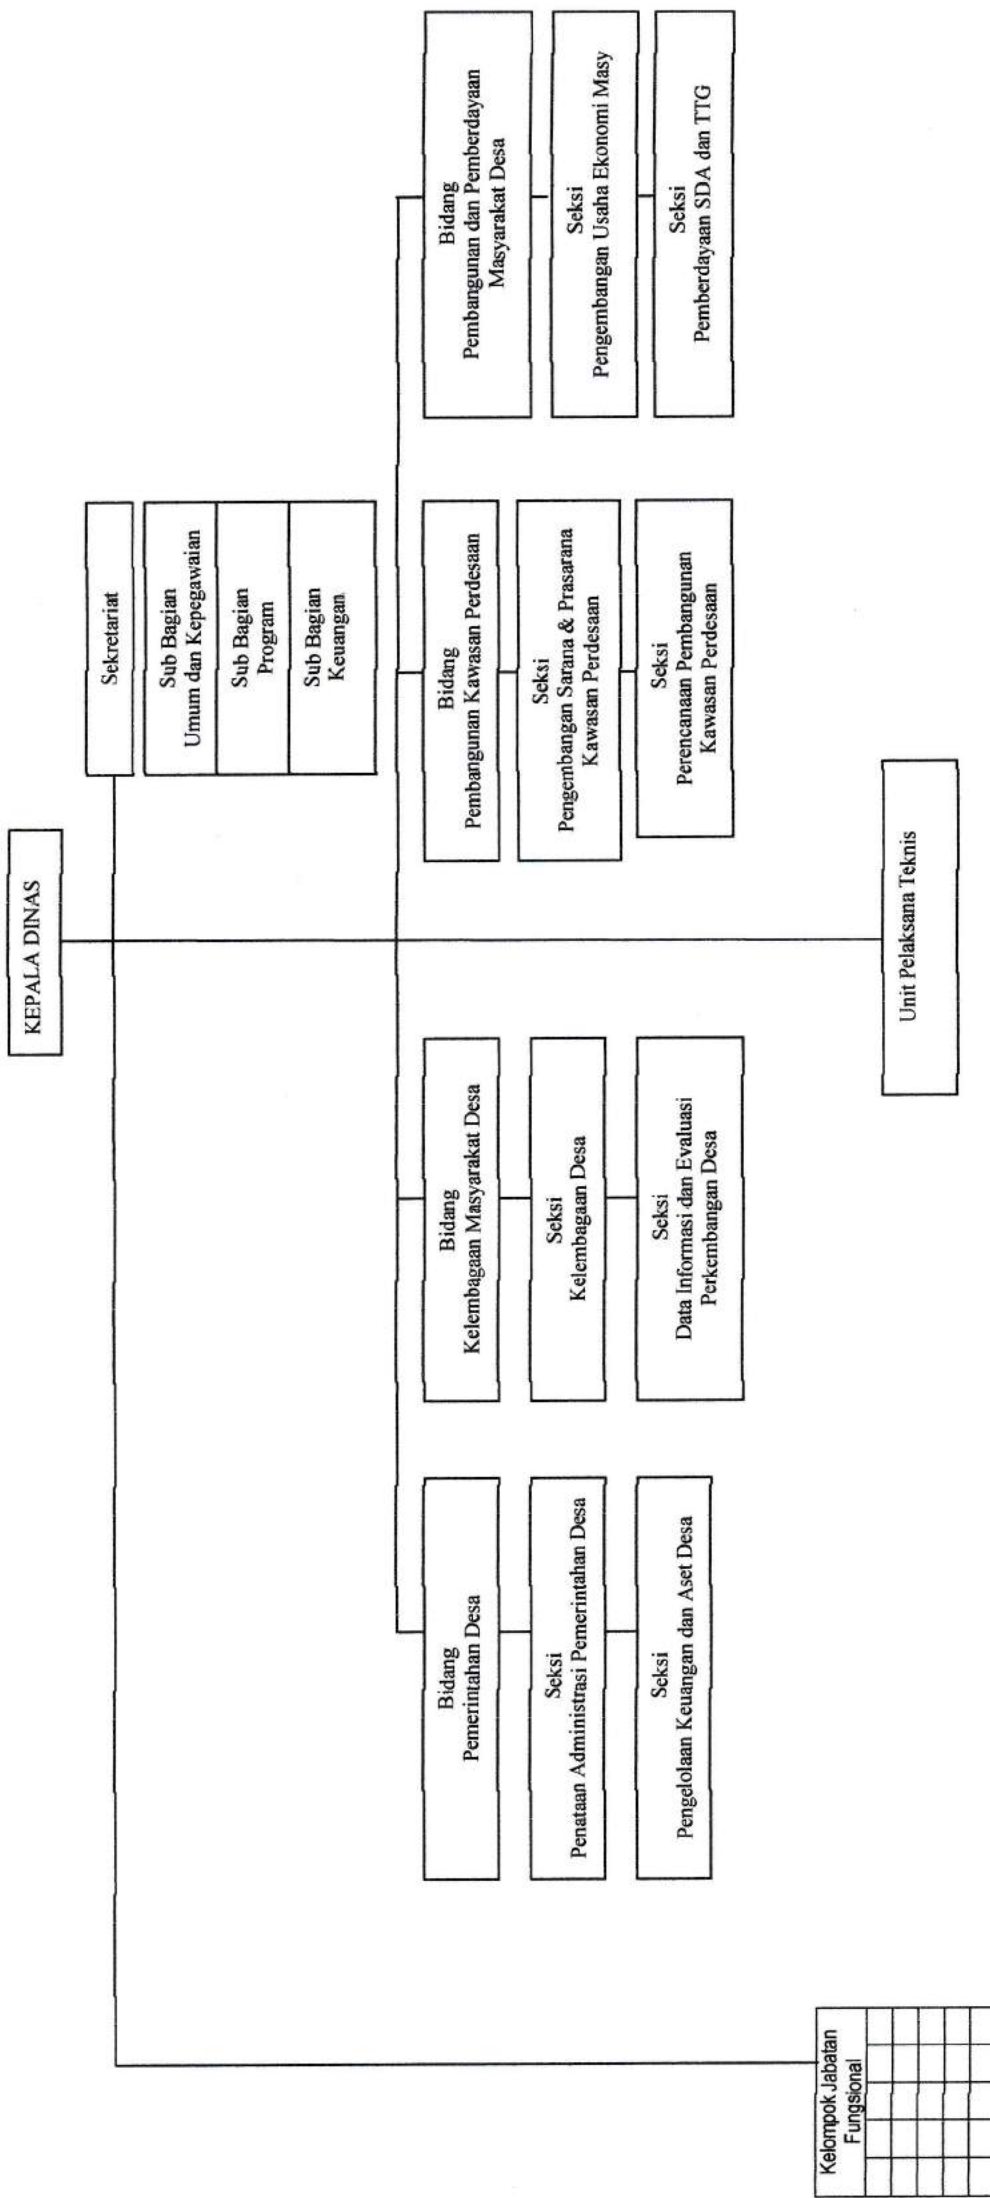 KEPALA DINAS
Sekretariat
Sub Bagian
Umum dan Kepegawaian
Sub Bagian
Program
Sub Bagian
Keuangan
Bidang
Pemerintahan Desa
Seksi
Penataan Administrasi Pemerintahan Desa
Seksi
Pengelolaan Keuangan dan Aset Desa
Bidang
Kelembagaan Masyarakat Desa
Seksi
Kelembagaan Desa
Seksi
Data Informasi dan Evaluasi
Perkembangan Desa
Bidang
Pembangunan Kawasan Perdesaan
Seksi
Pengembangan Sarana & Prasarana
Kawasan Perdesaan
Seksi
Perencanaan Pembangunan
Kawasan Perdesaan
Bidang
Pembangunan dan Pemberdayaan
Masyarakat Desa
Seksi
Pengembangan Usaha Ekonomi Masy
Seksi
Pemberdayaan SDA dan TTG
Kelompok Jabatan
Fungsional
Unit Pelaksana Teknis